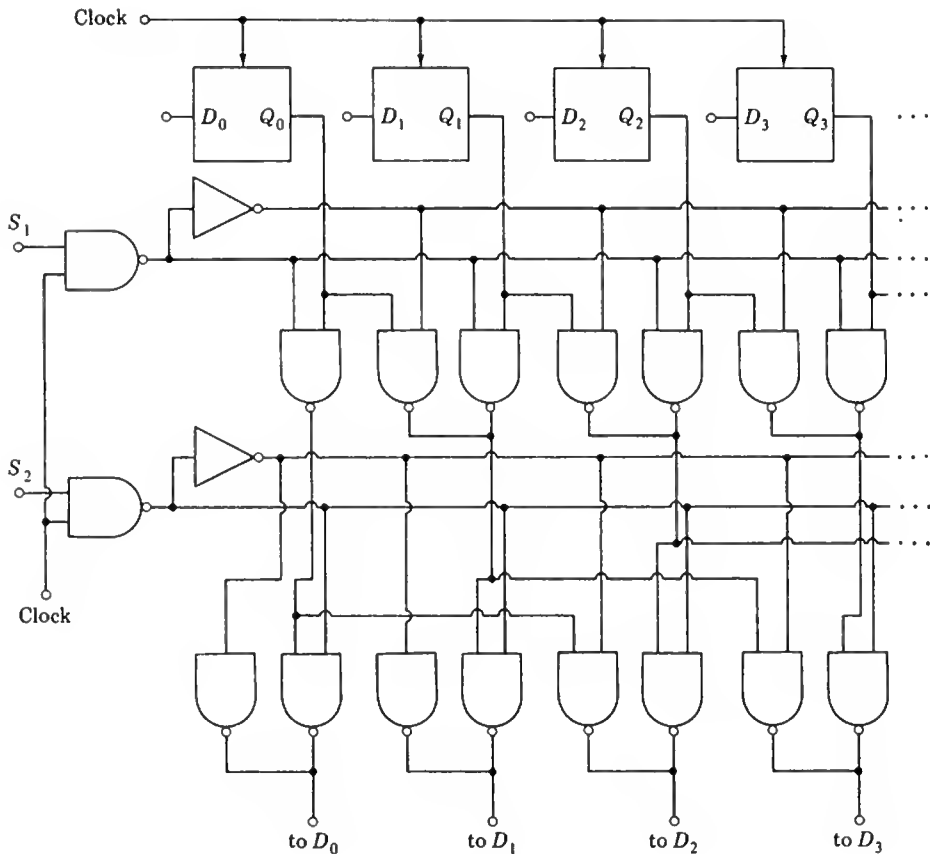 Clock
D0 Q0 D1 Q1 D2 Q2 D3 Q3 ....
S1
....
....
....
S2
....
....
....
Clock
to D0 to D1 to D2 to D3